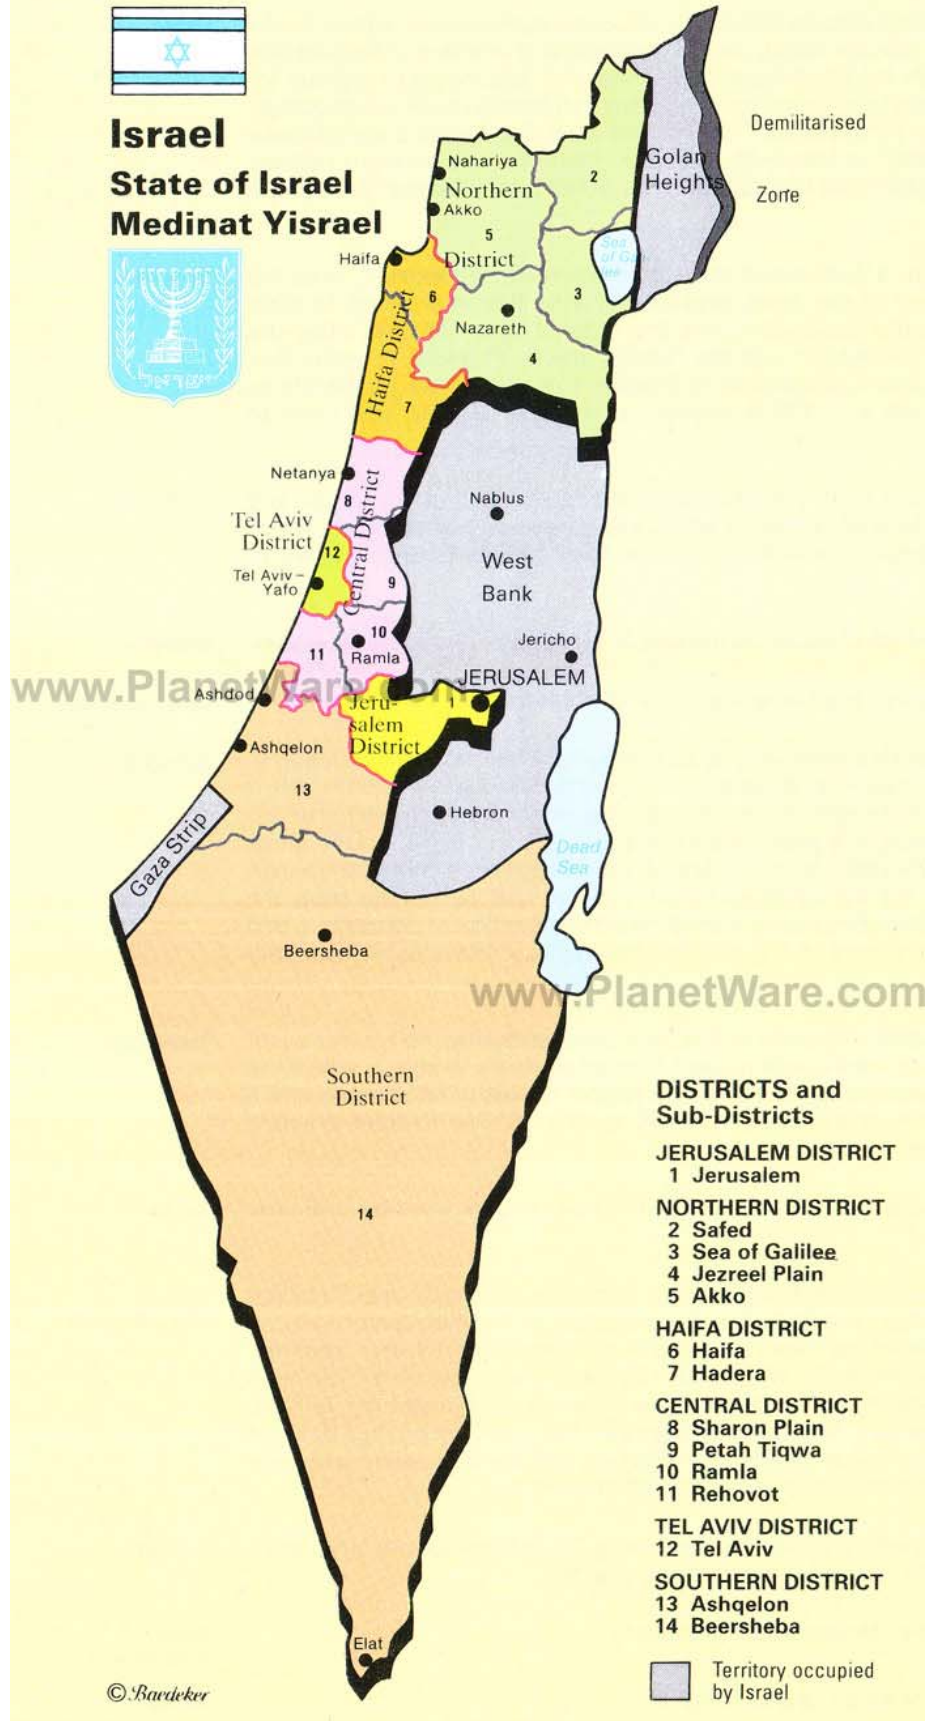 Israel
State of Israel
Medinat Yisrael
ישראל
Demilitarised
Zone
Golan
Heights
Nahariya
Northern
Akko
2
5
District
Sea
of Gali
lee
Haifa
6
3
Haifa District
Nazareth
4
7
Netanya
8
Central District
Nablus
Tel Aviv
District
12
West
Bank
Tel Aviv–
Yafo
9
10
Jericho
11
Ramla
JERUSALEM
www.PlanetWare.com
Ashdod
Jeru-
salem
District
1
Ashqelon
13
Hebron
Gaza Strip
Dead
Sea
Beersheba
www.PlanetWare.com
Southern
District
14
Elat
DISTRICTS and
Sub-Districts
JERUSALEM DISTRICT
1 Jerusalem
NORTHERN DISTRICT
2 Safed
3 Sea of Galilee
4 Jezreel Plain
5 Akko
HAIFA DISTRICT
6 Haifa
7 Hadera
CENTRAL DISTRICT
8 Sharon Plain
9 Petah Tiqwa
10 Ramla
11 Rehovot
TEL AVIV DISTRICT
12 Tel Aviv
SOUTHERN DISTRICT
13 Ashqelon
14 Beersheba
Territory occupied
by Israel
© Baedeker